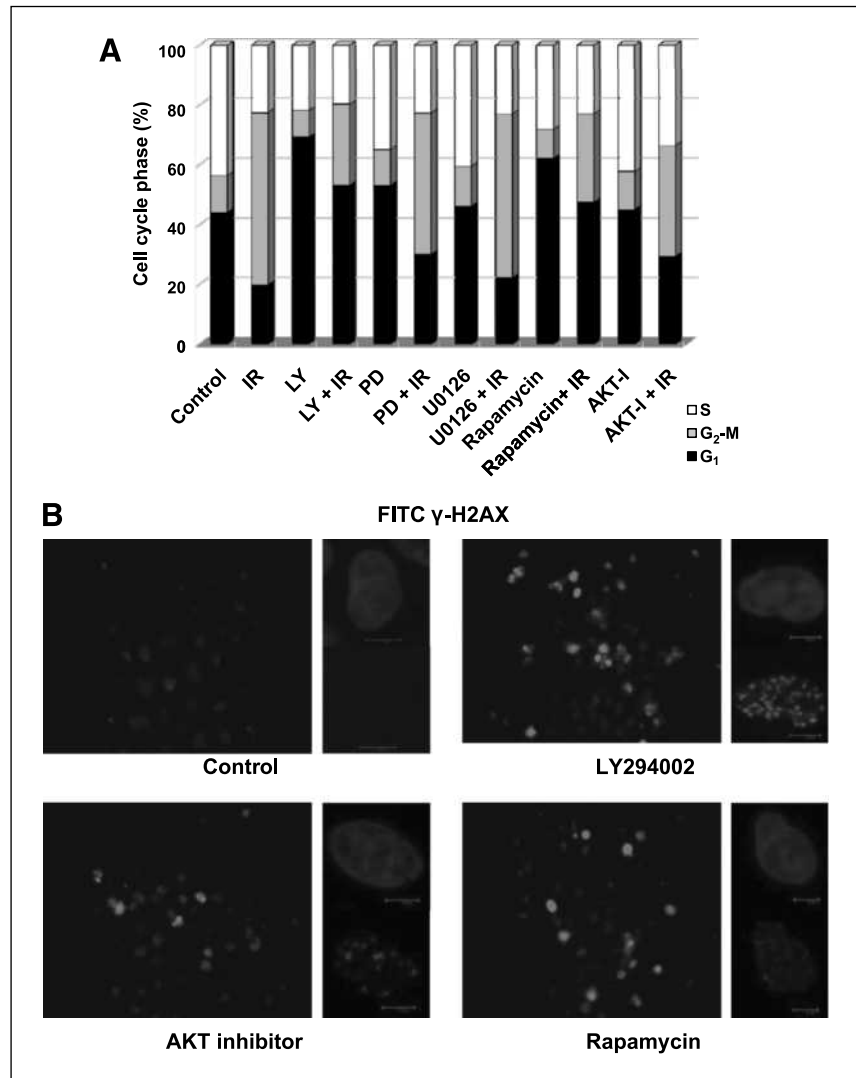 A
Cell cycle phase (%)
100
80
60
40
20
0
Control
IR
LY
LY + IR
PD
PD + IR
U0126
U0126 + IR
Rapamycin
Rapamycin+ IR
AKT-I
AKT-I + IR
S
G₂-M
G₁
B
FITC γ-H2AX
Control
LY294002
AKT inhibitor
Rapamycin